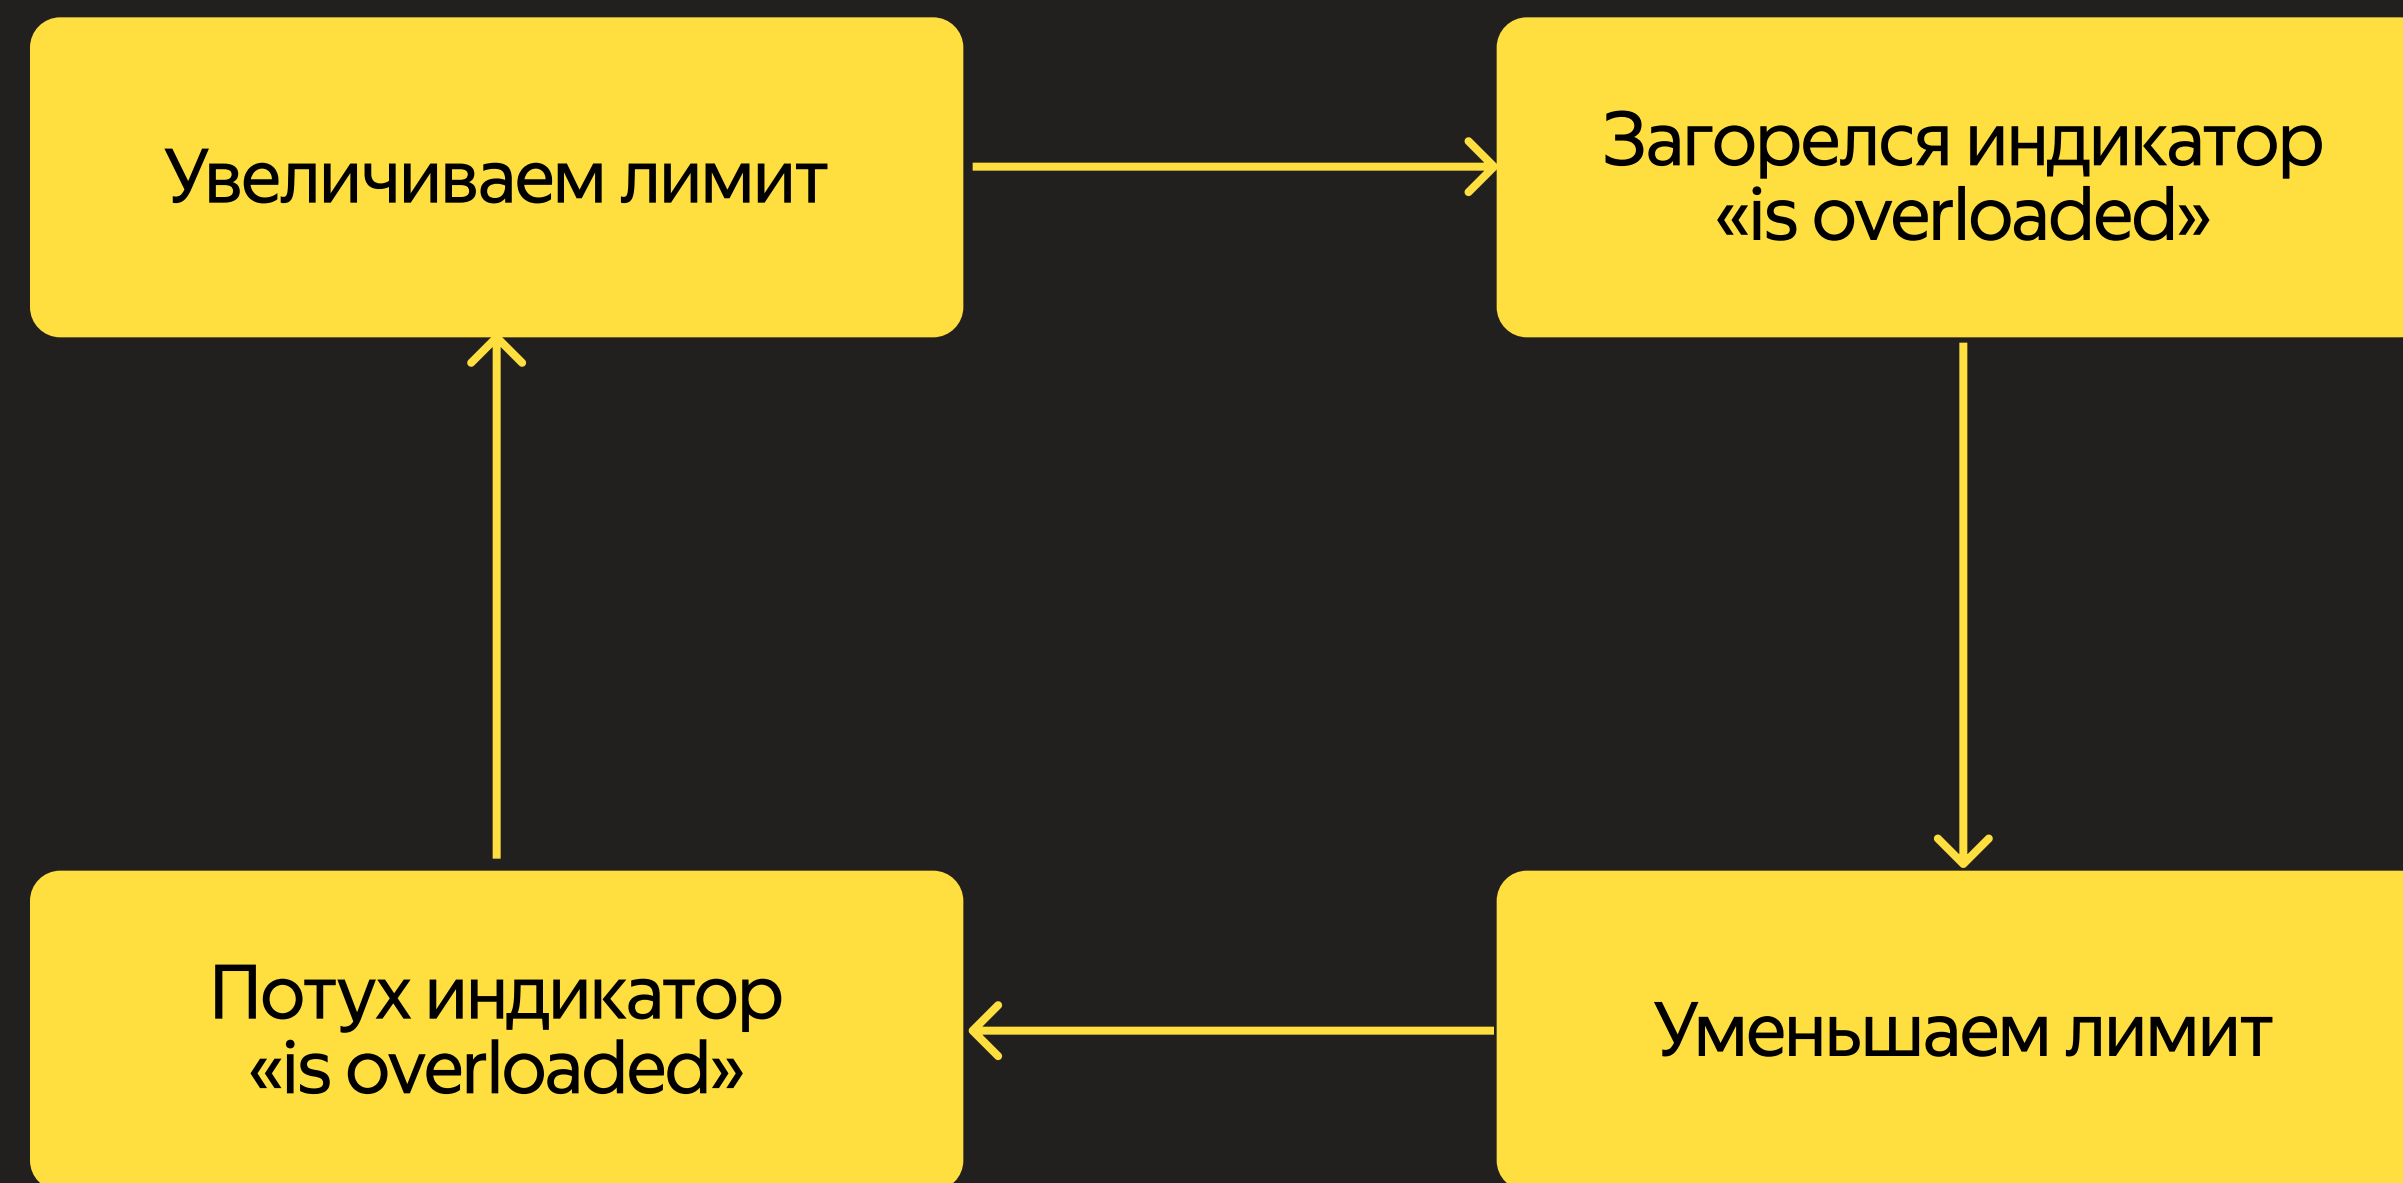 Увеличиваем лимит
Загорелся индикатор
«is overloaded»
Потух индикатор
«is overloaded»
Уменьшаем лимит